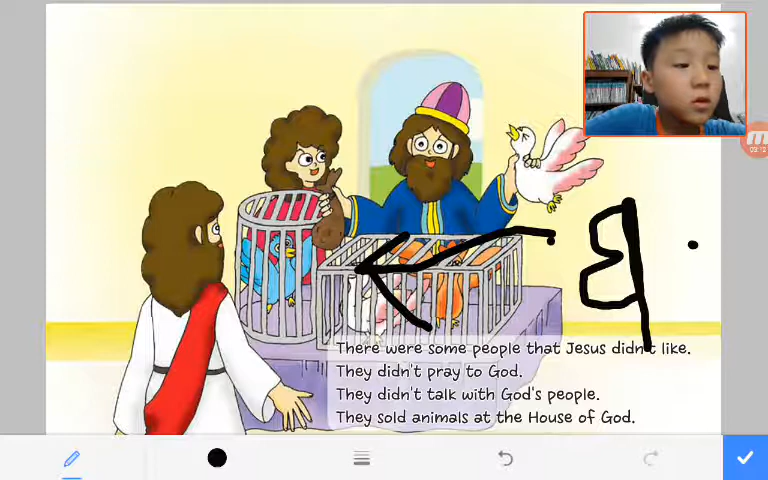 There were some people that Jesus didn't like.
They didn't pray to God.
They didn't talk with God's people.
They sold animals at the House of God.